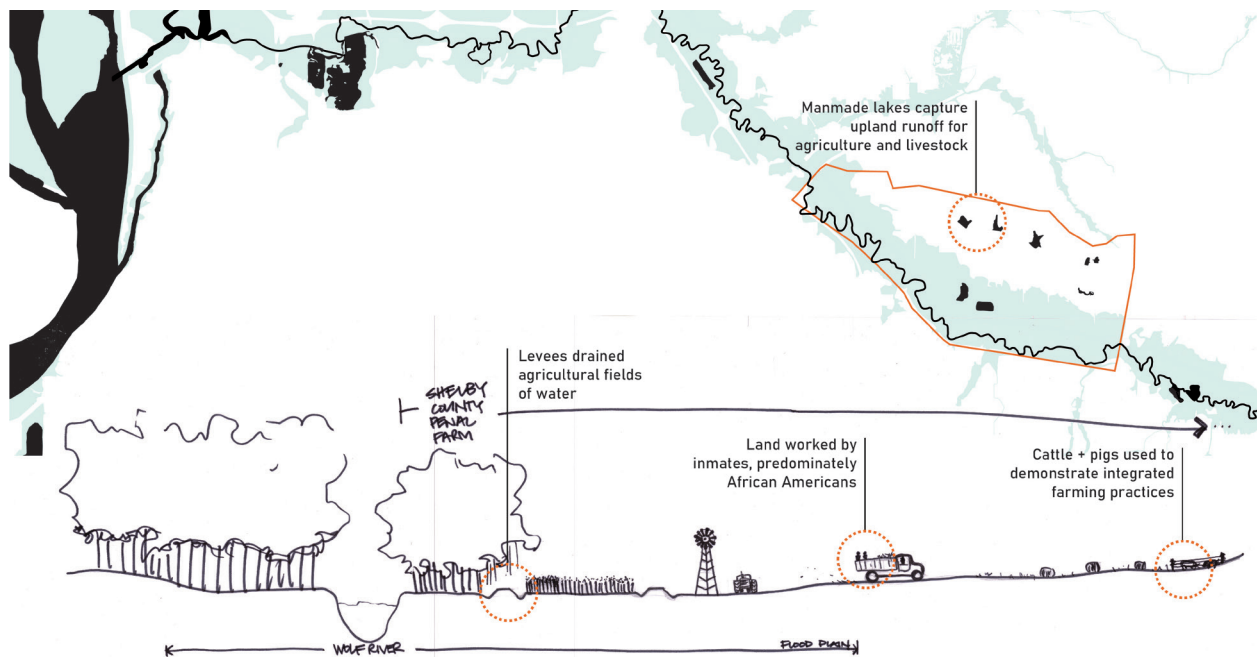 Manmade lakes capture
upland runoff for
agriculture and livestock
Levees drained
agricultural fields
of water
SHELBY
COUNTY
PENAL
FARM
Land worked by
inmates, predominately
African Americans
Cattle + pigs used to
demonstrate integrated
farming practices
WOLF RIVER
FLOOD PLAIN